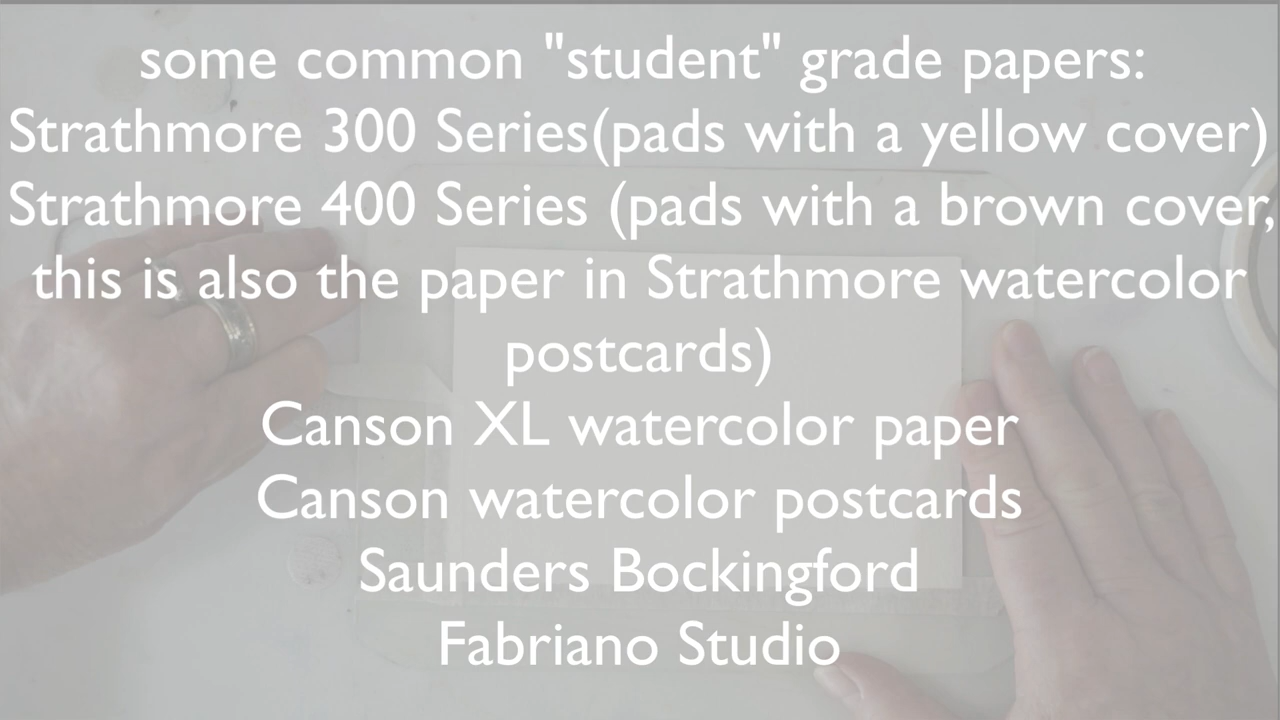 some common "student" grade papers:
Strathmore 300 Series(pads with a yellow cover)
Strathmore 400 Series (pads with a brown cover,
this is also the paper in Strathmore watercolor
postcards)
Canson XL watercolor paper
Canson watercolor postcards
Saunders Bockingford
Fabriano Studio